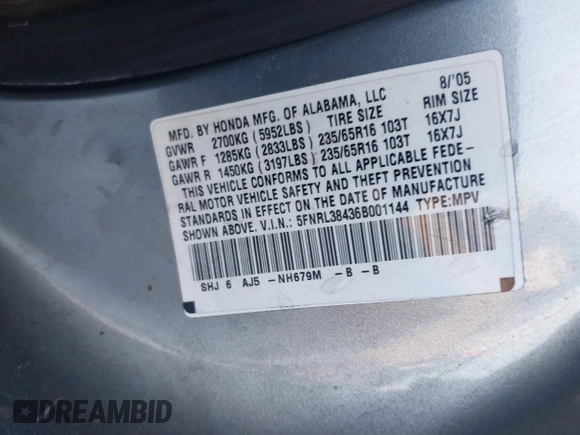 MFD. BY HONDA MFG. OF ALABAMA, LLC 8/'05
GVWR 2700KG (5952LBS) TIRE SIZE RIM SIZE
GAWR F 1285KG (2833LBS) 235/65R16 103T 16X7J
GAWR R 1450KG (3197LBS) 235/65R16 103T 16X7J
THIS VEHICLE CONFORMS TO ALL APPLICABLE FEDE-
RAL MOTOR VEHICLE SAFETY AND THEFT PREVENTION
STANDARDS IN EFFECT ON THE DATE OF MANUFACTURE
SHOWN ABOVE. V.I.N.: 5FNRL38436B001144 TYPE:MPV
SHJ 6 AJ5 -NH679M -B -B
DREAMBID